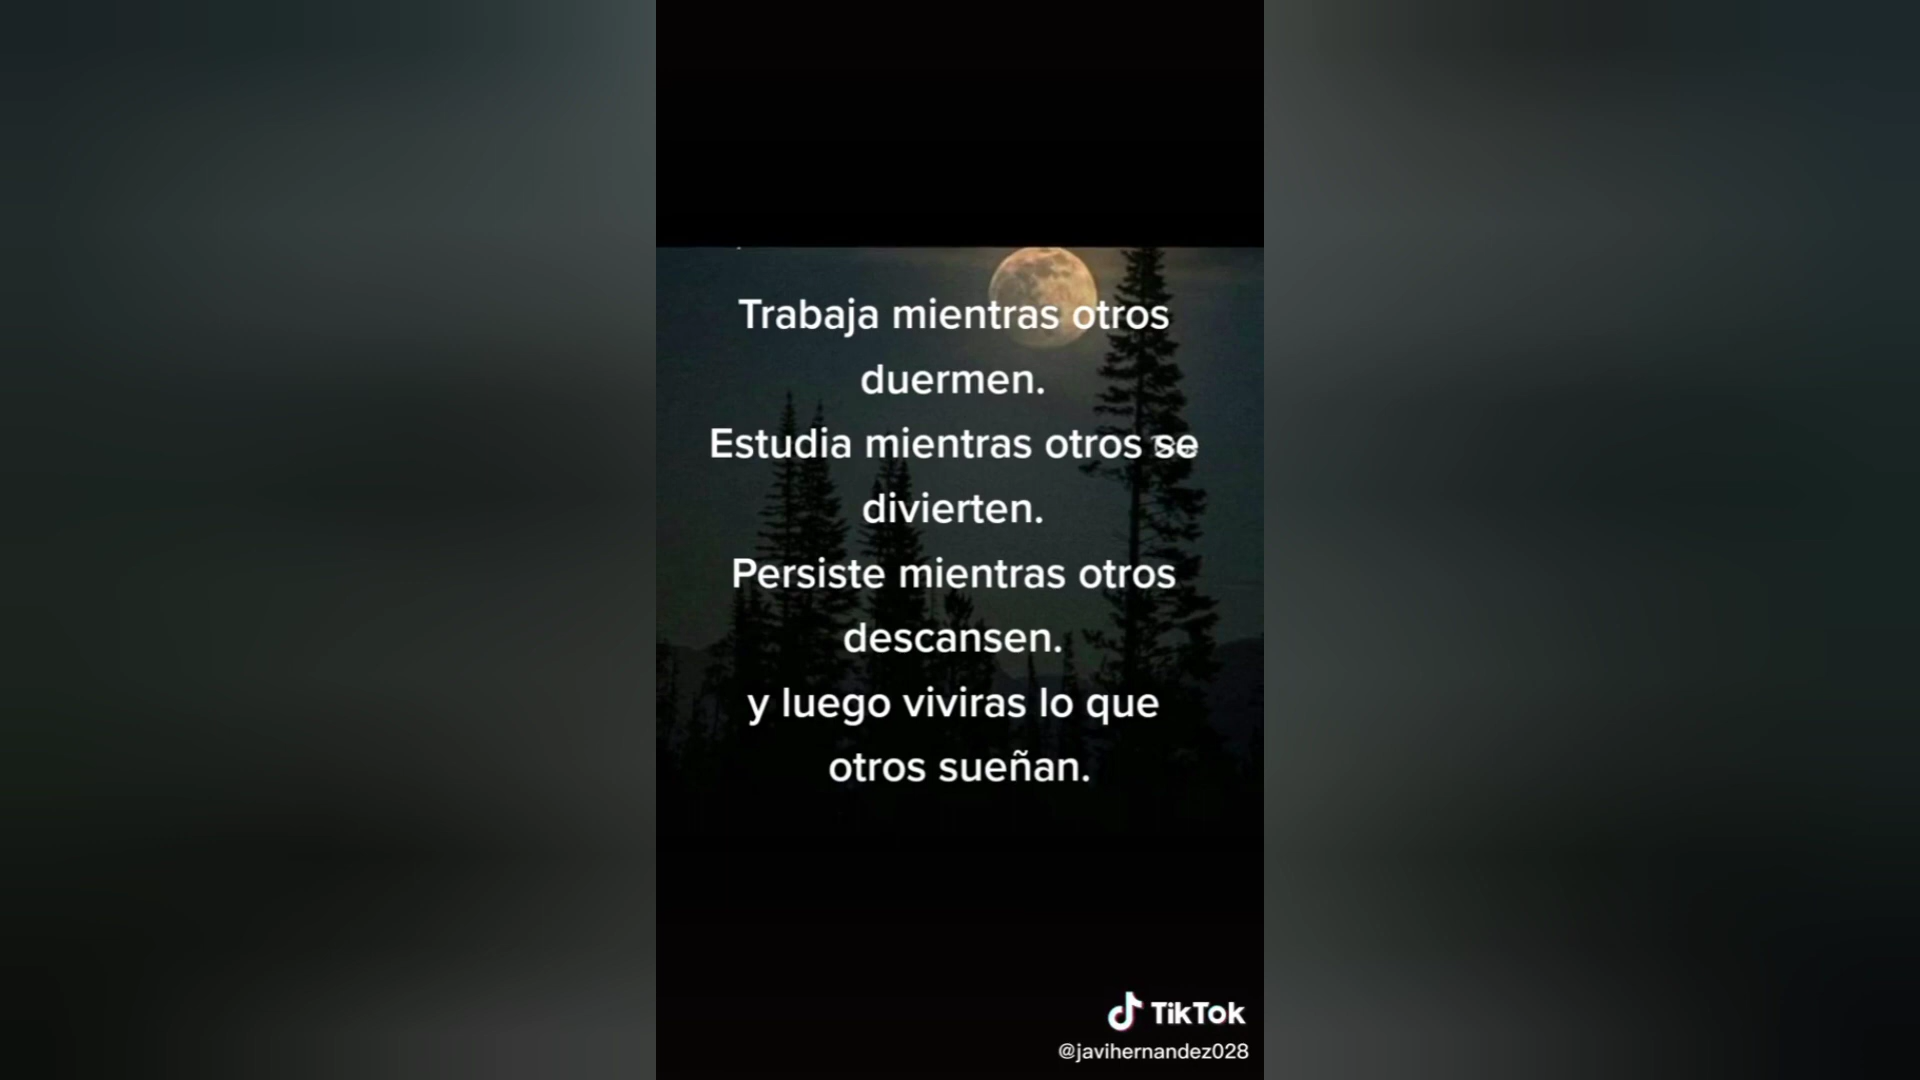 Trabaja mientras otros
duermen.
Estudia mientras otros se
divierten.
Persiste mientras otros
descansen.
y luego viviras lo que
otros sueñan.
TikTok
@javihernandez028